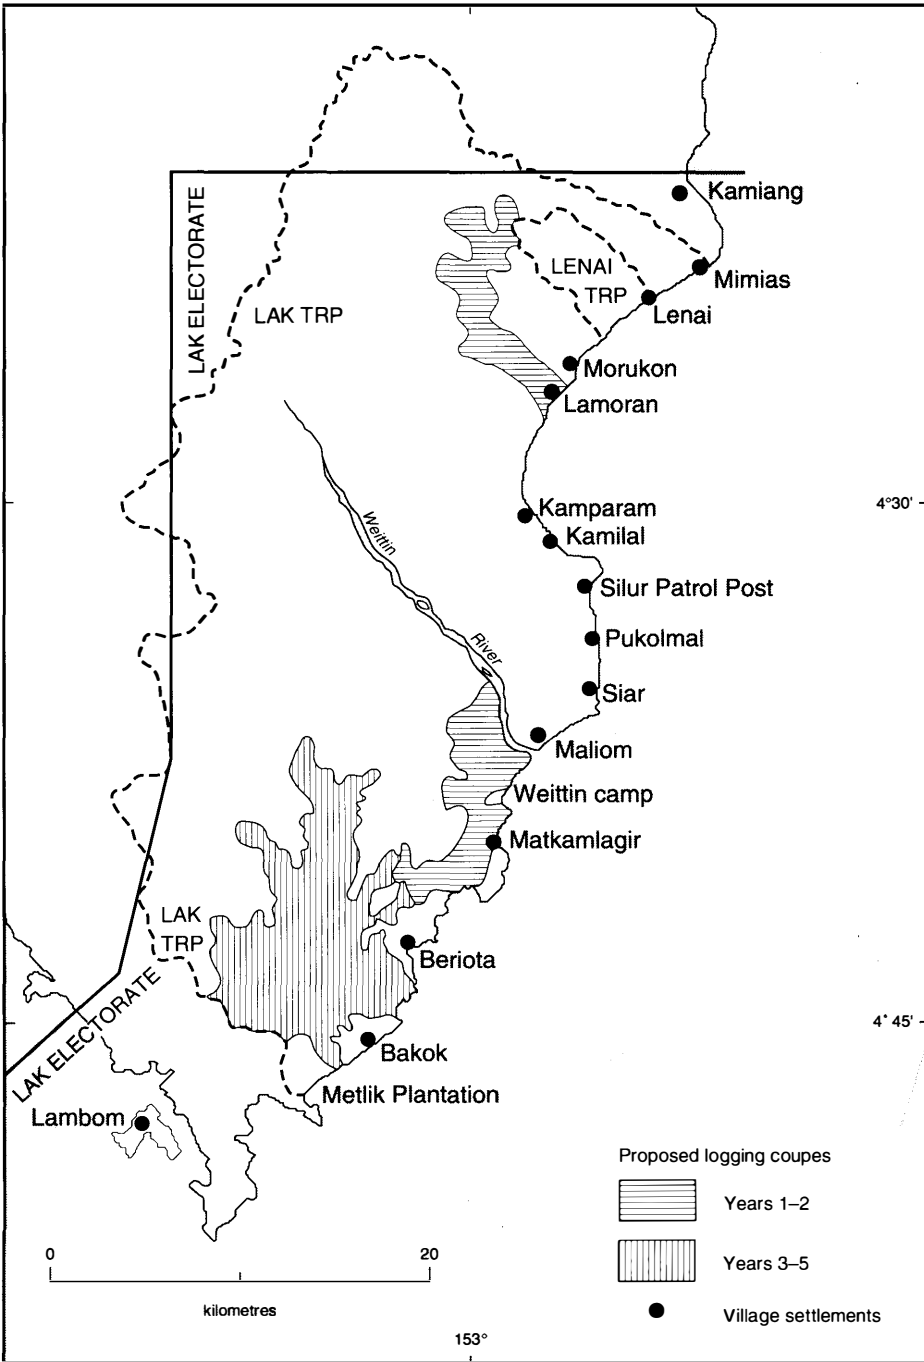 Kamiang
LAK ELECTORATE
LENAI
TRP
Mimias
LAK TRP
Lenai
Morukon
Lamoran
4°30'
Kamparam
Weittin
Kamilal
Silur Patrol Post
Pukolmal
River
Siar
Maliom
Weittin camp
Matkamlagir
LAK
TRP
Beriota
4° 45'
LAK ELECTORATE
Bakok
Metlik Plantation
Lambom
Proposed logging coupes
Years 1–2
Years 3–5
Village settlements
0
20
kilometres
153°